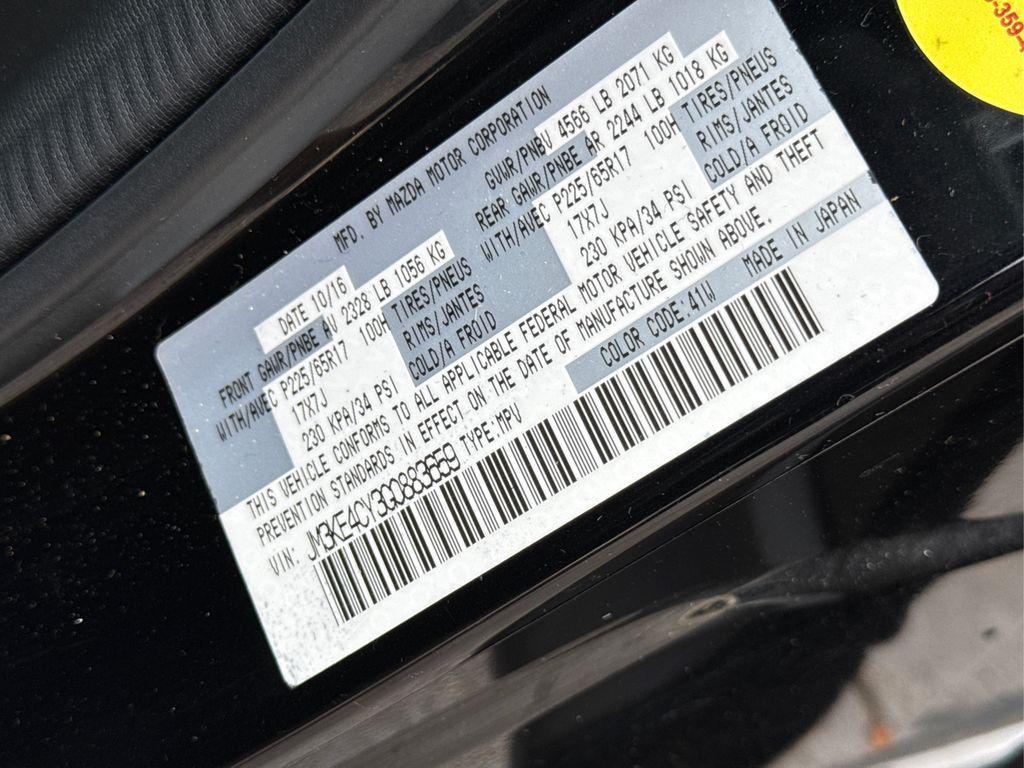 MFD. BY MAZDA MOTOR CORPORATION
DATE 10/16
GVWR/PNBV 4566 LB 2071 KG
FRONT GAWR/PNBE AV 2328 LB 1056 KG
REAR GAWR/PNBE AR 2244 LB 1018 KG
WITH/AVEC P225/65R17 100H TIRES/PNEUS
WITH/AVEC P225/65R17 100H TIRES/PNEUS
17X7J RIMS/JANTES
17X7J RIMS/JANTES
230 KPA/34 PSI COLD/A FROID
230 KPA/34 PSI COLD/A FROID
THIS VEHICLE CONFORMS TO ALL APPLICABLE FEDERAL MOTOR VEHICLE SAFETY AND THEFT
PREVENTION STANDARDS IN EFFECT ON THE DATE OF MANUFACTURE SHOWN ABOVE.
VIN: JM3KE4CY3G0883659 TYPE:MPV
COLOR CODE:41W MADE IN JAPAN